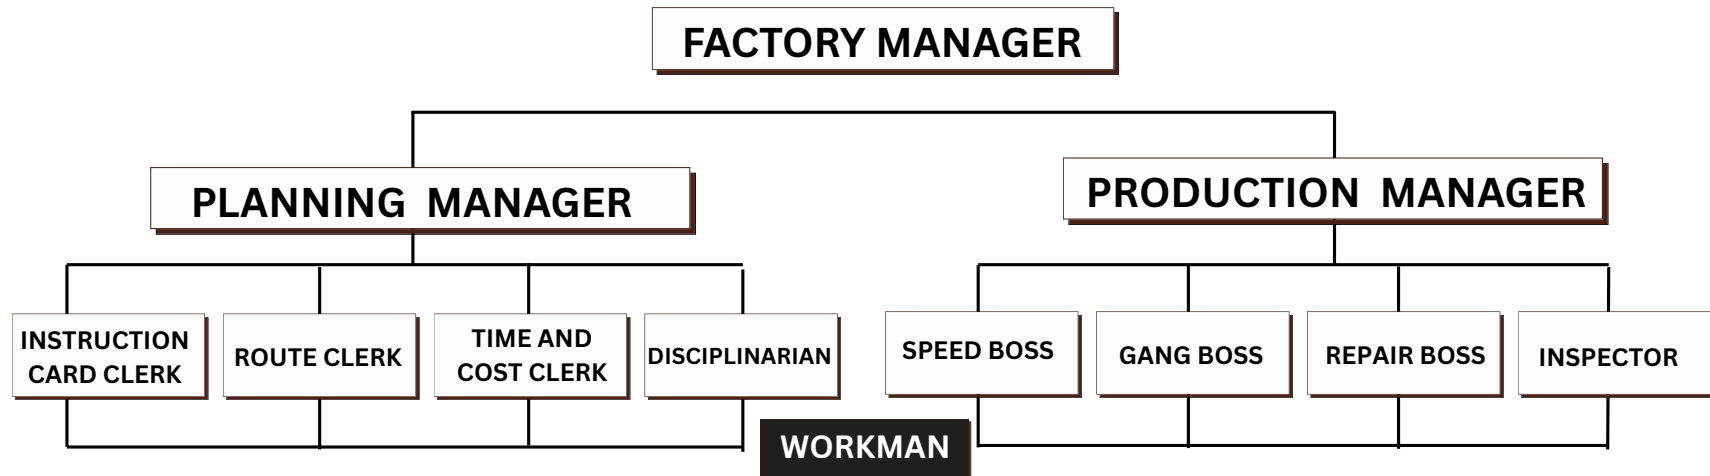 FACTORY MANAGER
PLANNING MANAGER
PRODUCTION MANAGER
INSTRUCTION
CARD CLERK
ROUTE CLERK
TIME AND
COST CLERK
DISCIPLINARIAN
SPEED BOSS
GANG BOSS
REPAIR BOSS
INSPECTOR
WORKMAN